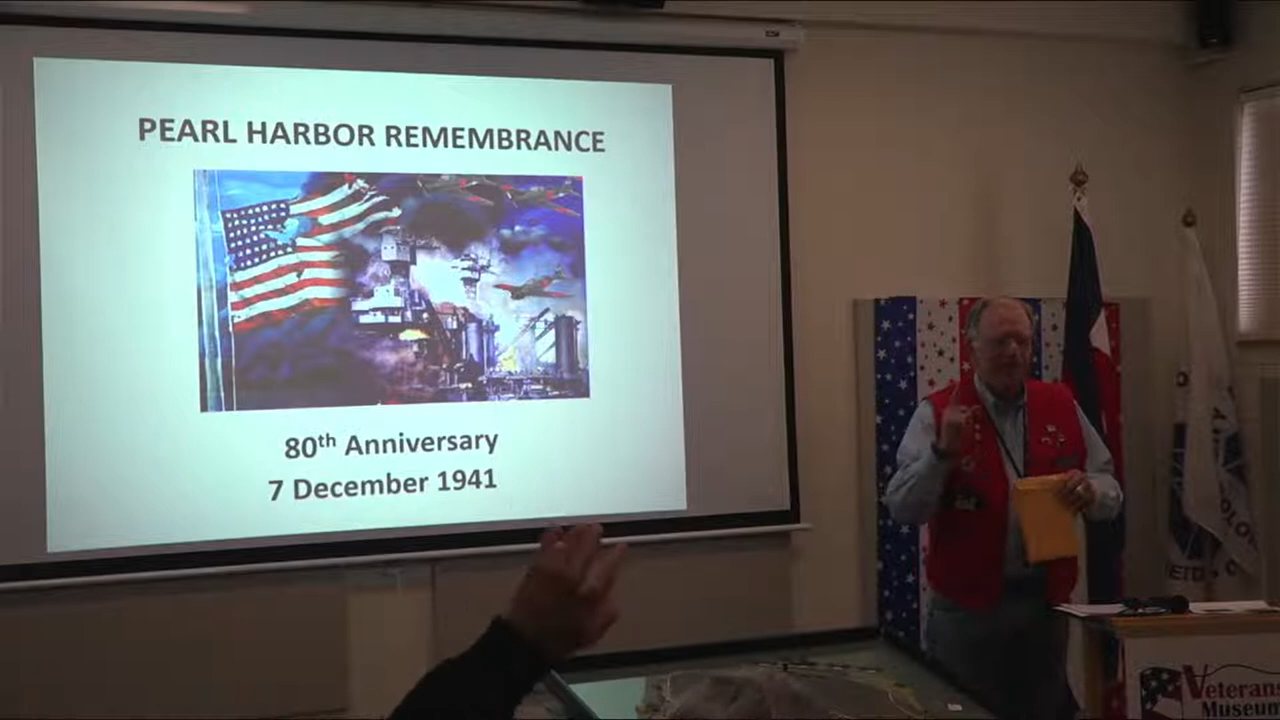 PEARL HARBOR REMEMBRANCE
80th Anniversary
7 December 1941
Veterans
Museum